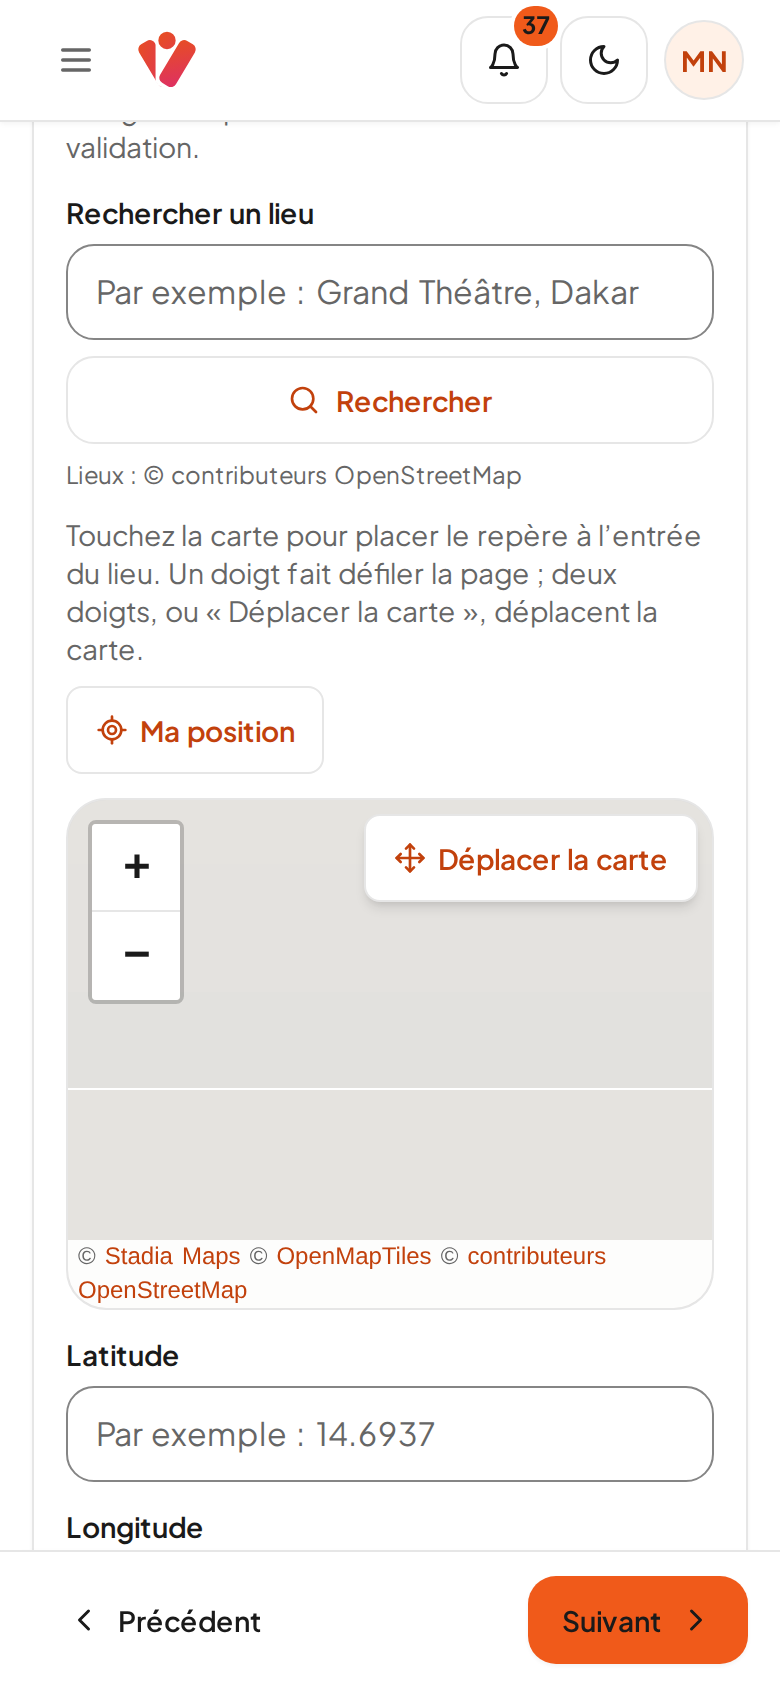 37
MN
validation.
Rechercher un lieu
Par exemple : Grand Théâtre, Dakar
Rechercher
Lieux : © contributeurs OpenStreetMap
Touchez la carte pour placer le repère à l’entrée
du lieu. Un doigt fait défiler la page ; deux
doigts, ou « Déplacer la carte », déplacent la
carte.
Ma position
+
Déplacer la carte
−
© Stadia Maps © OpenMapTiles © contributeurs
OpenStreetMap
Latitude
Par exemple : 14.6937
Longitude
Précédent
Suivant